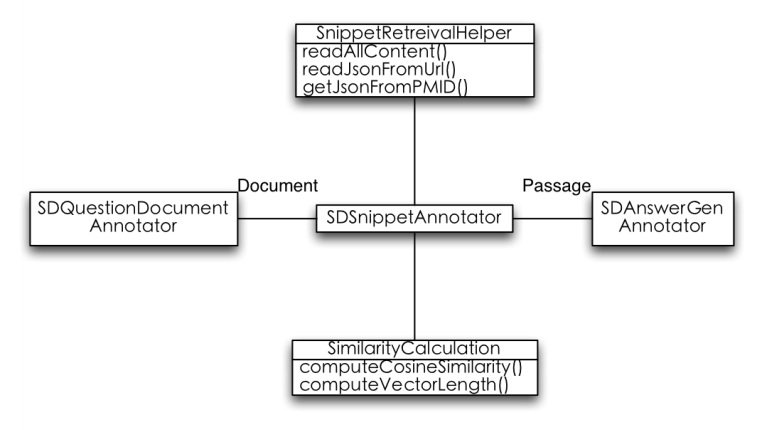 SnippetRetreivalHelper
readAllContent()
readJsonFromUrl()
getJsonFromPMID()
Document
Passage
SDQuestionDocument
Annotator
SDSnippetAnnotator
SDAnswerGen
Annotator
SimilarityCalculation
computeCosineSimilarity()
computeVectorLength()